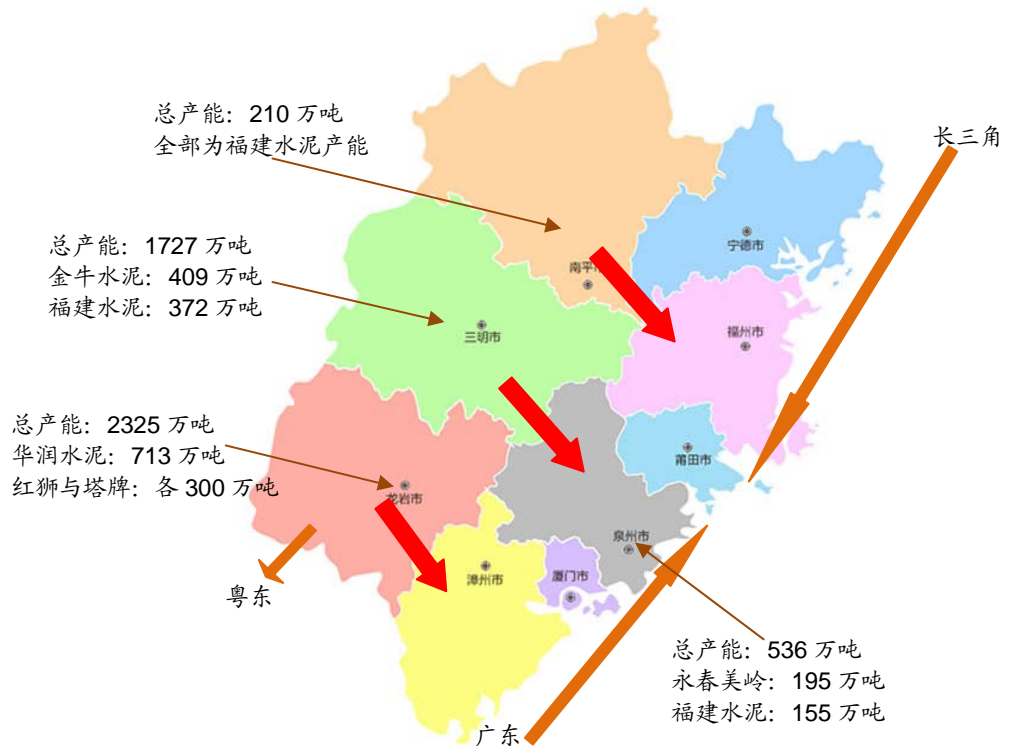 总产能：210 万吨
全部为福建水泥产能
长三角
总产能：1727 万吨
金牛水泥：409 万吨
福建水泥：372 万吨
宁德市
南平市
三明市
福州市
总产能：2325 万吨
华润水泥：713 万吨
红狮与塔牌：各 300 万吨
莆田市
龙岩市
泉州市
漳州市
厦门市
粤东
总产能：536 万吨
永春美岭：195 万吨
福建水泥：155 万吨
广东